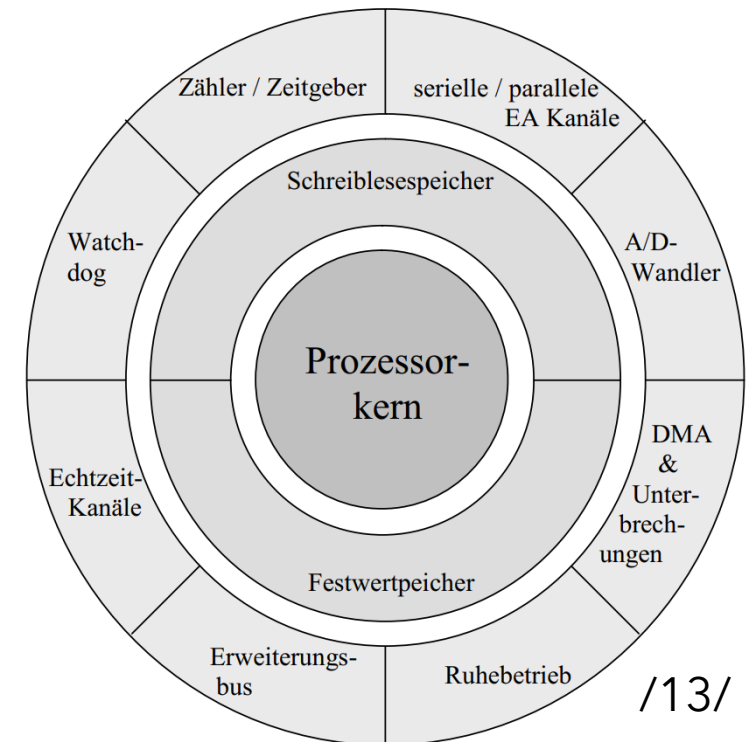 Zähler / Zeitgeber
serielle / parallele
EA Kanäle
Schreiblesespeicher
Watch-
dog
A/D-
Wandler
Prozessor-
kern
Echtzeit-
Kanäle
DMA
&
Unter-
brech-
ungen
Festwertpeicher
Erweiterungs-
bus
Ruhebetrieb
/13/